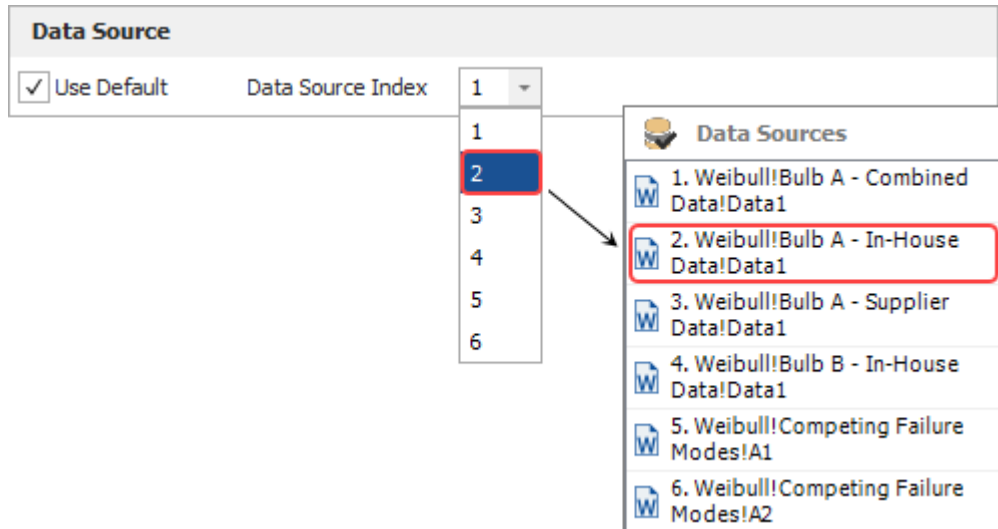 Data Source
Use Default Data Source Index 1
1
2
3
4
5
6
Data Sources
1. Weibull!Bulb A - Combined
Data!Data1
2. Weibull!Bulb A - In-House
Data!Data1
3. Weibull!Bulb A - Supplier
Data!Data1
4. Weibull!Bulb B - In-House
Data!Data1
5. Weibull!Competing Failure
Modes!A1
6. Weibull!Competing Failure
Modes!A2